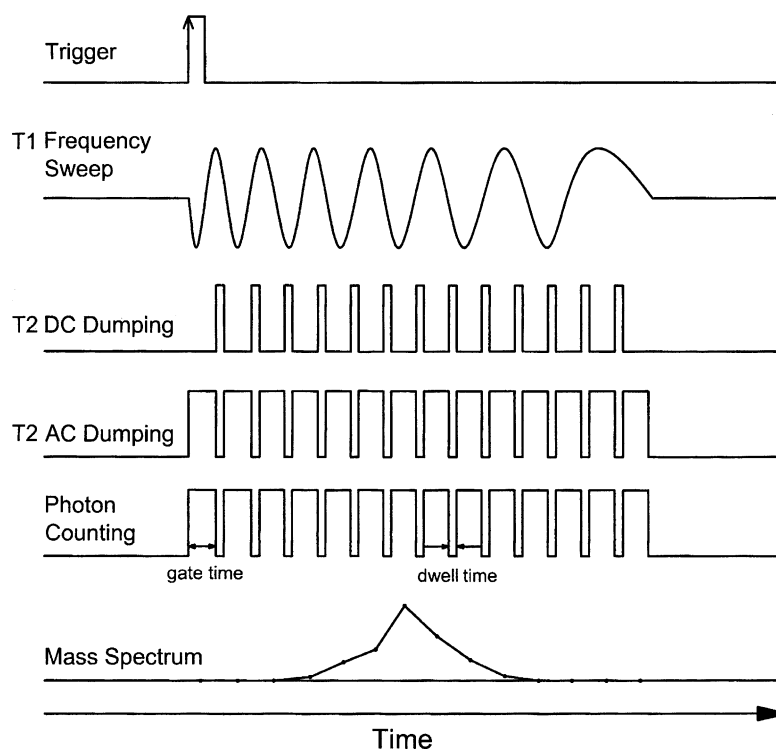 Trigger
T1 Frequency
Sweep
T2 DC Dumping
T2 AC Dumping
Photon
Counting
gate time
dwell time
Mass Spectrum
Time